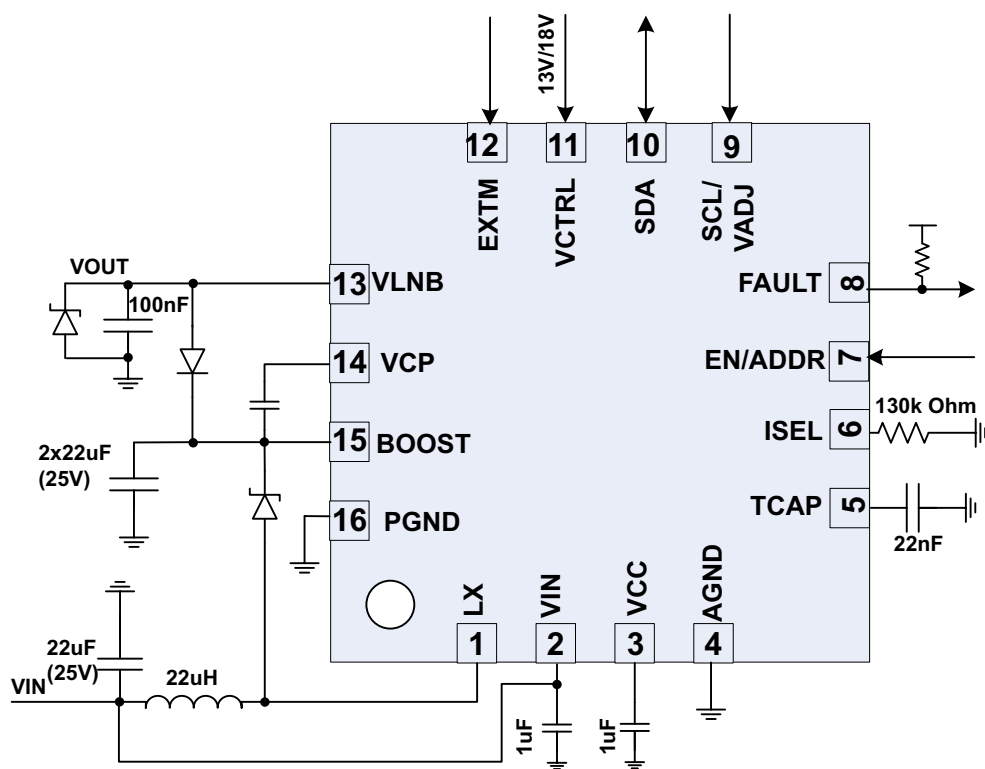 13V/18V
12
11
10
9
EXTM
VCTRL
SDA
SCL/
VADJ
VOUT
100nF
13
VLNB
FAULT
8
14
VCP
EN/ADDR
7
2x22uF
(25V)
15
BOOST
ISEL
6
130k Ohm
16
PGND
TCAP
5
22nF
LX
VIN
VCC
AGND
1
2
3
4
22uF
(25V)
VIN
22uH
1uF
1uF